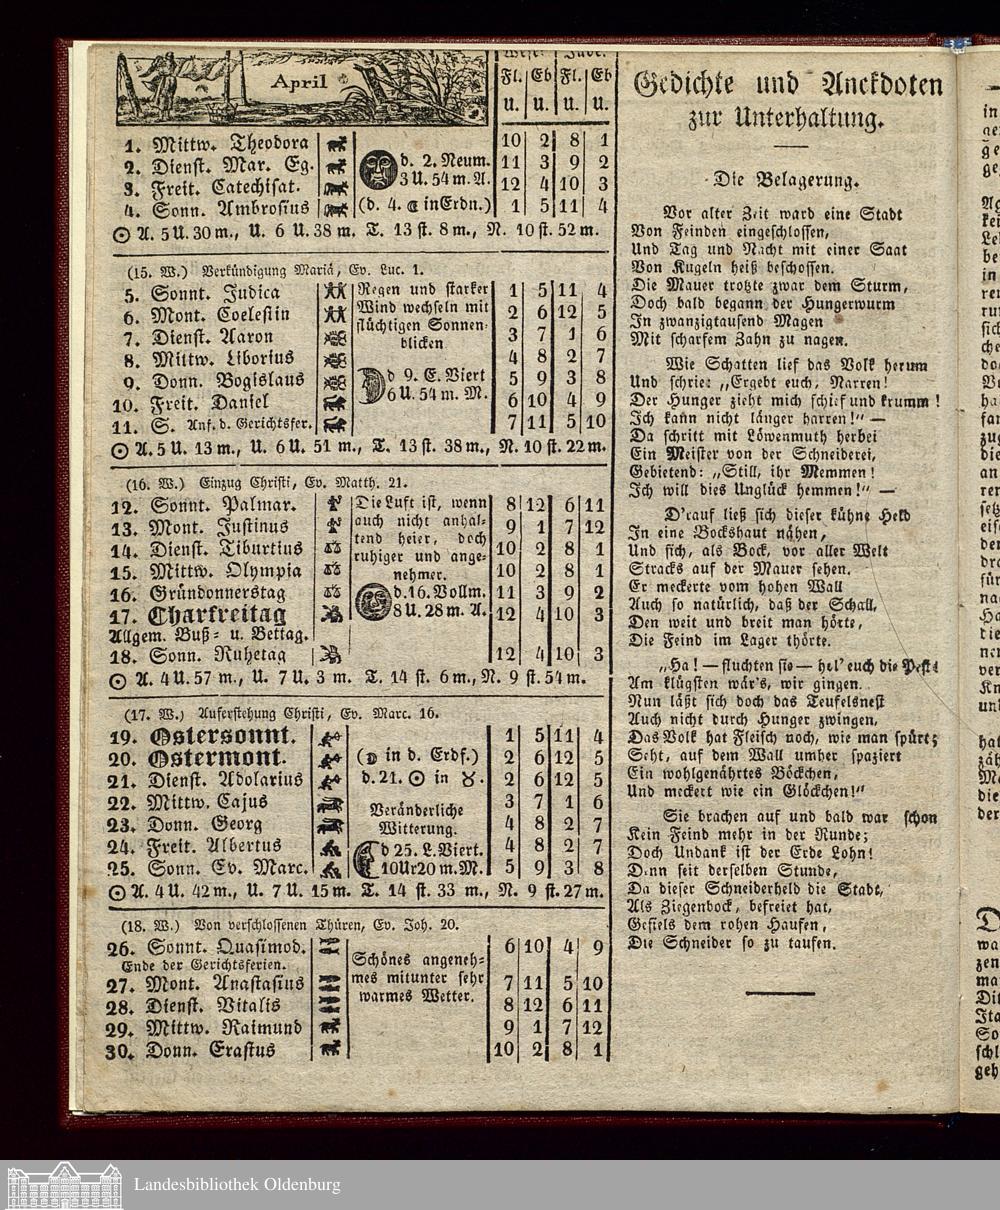 April
Fl. Eb Fl. Eb
u. u. u. u.
1. Mittw. Theodora 10 2 8 1
2. Dienst. Mar. Eg. d. 2. Neum. 11 3 9 2
3. Freit. Catechisat. 3 U. 54 m. A. 12 4 10 3
4. Sonn. Ambrosius (d. 4. ☾ in Erdn.) 1 5 11 4
☉ A. 5 U. 30 m., U. 6 U. 38 m. T. 13 st. 8 m., N. 10 st. 52 m.
(15. W.) Verkündigung Mariä, Ev. Luc. 1.
5. Sonnt. Judica Regen und starker 1 5 11 4
6. Mont. Coelestin Wind wechseln mit 2 6 12 5
7. Dienst. Aaron flüchtigen Sonnen- 3 7 1 6
blicken
8. Mittw. Liborius 4 8 2 7
9. Donn. Bogislaus d 9. E. Viert 5 9 3 8
10. Freit. Daniel 6 U. 54 m. M. 6 10 4 9
11. S. Anf. d. Gerichtsfer. 7 11 5 10
☉ A. 5 U. 13 m., U. 6 U. 51 m., T. 13 st. 38 m., N. 10 st. 22 m.
(16. W.) Einzug Christi, Ev. Matth. 21.
12. Sonnt. Palmar. Die Luft ist, wenn 8 12 6 11
13. Mont. Justinus auch nicht anhal- 9 1 7 12
14. Dienst. Tiburtius tend heier, doch 10 2 8 1
15. Mittw. Olympia ruhiger und ange- 10 2 8 1
nehmer.
16. Gründonnerstag d. 16. Vollm. 11 3 9 2
17. Charfreitag 8 U. 28 m. A. 12 4 10 3
Allgem. Buß- u. Bettag.
18. Sonn. Ruhetag 12 4 10 3
☉ A. 4 U. 57 m., U. 7 U. 3 m. T. 14 st. 6 m., N. 9 st. 54 m.
(17. W.) Auferstehung Christi, Ev. Marc. 16.
19. Ostersonnt. 1 5 11 4
20. Ostermont. (☽ in d. Erdf.) 2 6 12 5
21. Dienst. Adolarius d. 21. ☉ in ♉. 2 6 12 5
22. Mittw. Cajus Veränderliche 3 7 1 6
23. Donn. Georg Witterung. 4 8 2 7
24. Freit. Albertus d 25. L. Viert. 4 8 2 7
25. Sonn. Ev. Marc. 10 Ur 20 m. M. 5 9 3 8
☉ A. 4 U. 42 m., U. 7 U. 15 m. T. 14 st. 33 m., N. 9 st. 27 m.
(18. W.) Von verschlossenen Thüren, Ev. Joh. 20.
26. Sonnt. Quasimod. Schönes angeneh- 6 10 4 9
Ende der Gerichtsferien.
27. Mont. Anastasius mes mitunter sehr 7 11 5 10
28. Dienst. Vitalis warmes Wetter. 8 12 6 11
29. Mittw. Raimund 9 1 7 12
30. Donn. Erastus 10 2 8 1
Gedichte und Anekdoten
zur Unterhaltung.
Die Belagerung.
Vor alter Zeit ward eine Stadt
Von Feinden eingeschlossen,
Und Tag und Nacht mit einer Saat
Von Kugeln heiß beschossen.
Die Mauer trotzte zwar dem Sturm,
Doch bald begann der Hungerwurm
In zwanzigtausend Magen
Mit scharfem Zahn zu nagen.
Wie Schatten lief das Volk herum
Und schrie: „Ergebt euch, Narren!
Der Hunger zieht mich schief und krumm!
Ich kann nicht länger harren!“ —
Da schritt mit Löwenmuth herbei
Ein Meister von der Schneiderei,
Gebietend: „Still, ihr Memmen!
Ich will dies Unglück hemmen!“ —
D'rauf ließ sich dieser kühne Held
In eine Bockshaut nähen,
Und sich, als Bock, vor aller Welt
Stracks auf der Mauer sehen.
Er meckerte vom hohen Wall
Auch so natürlich, daß der Schall,
Den weit und breit man hörte,
Die Feind im Lager thörte.
„Ha! — fluchten sie — hol' euch die Pest!
Am klügsten wär's, wir gingen.
Nun läßt sich doch das Teufelsnest
Auch nicht durch Hunger zwingen,
Das Volk hat Fleisch noch, wie man spürt;
Seht, auf dem Wall umher spaziert
Ein wohlgenährtes Böckchen,
Und meckert wie ein Glöckchen!“
Sie brachen auf und bald war schon
Kein Feind mehr in der Runde;
Doch Undank ist der Erde Lohn!
Denn seit derselben Stunde,
Da dieser Schneiderheld die Stadt,
Als Ziegenbock, befreiet hat,
Gefiels dem rohen Haufen,
Die Schneider so zu taufen.
Landesbibliothek Oldenburg